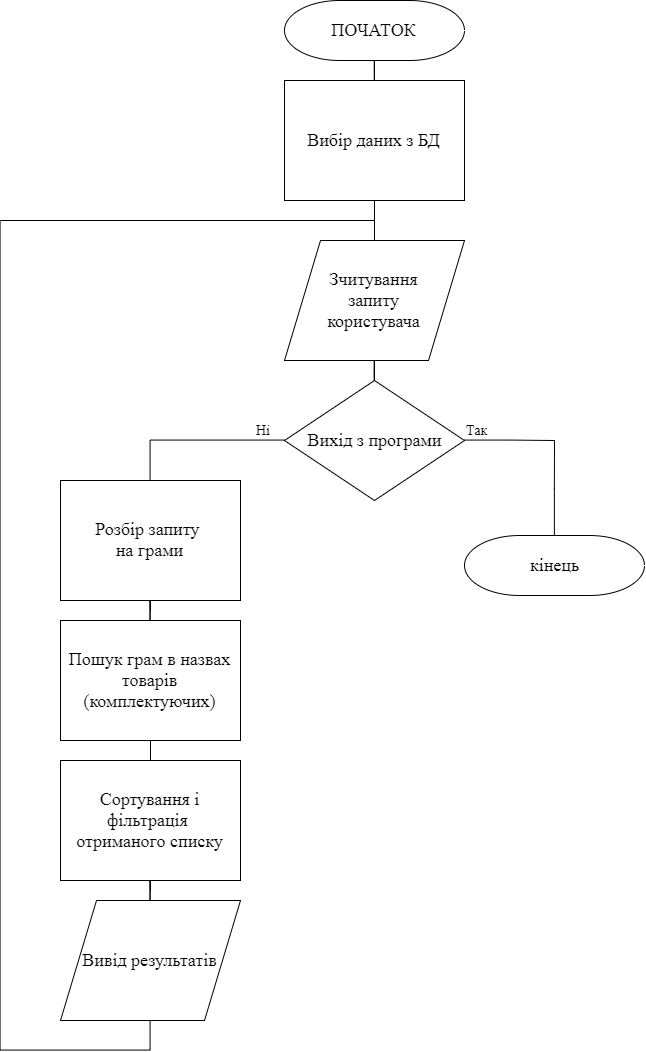 ПОЧАТОК
Вибір даних з БД
Зчитування
запиту
користувача
Вихід з програми
Ні
Так
Розбір запиту
на грами
кінець
Пошук грам в назвах
товарів
(комплектуючих)
Сортування і
фільтрація
отриманого списку
Вивід результатів